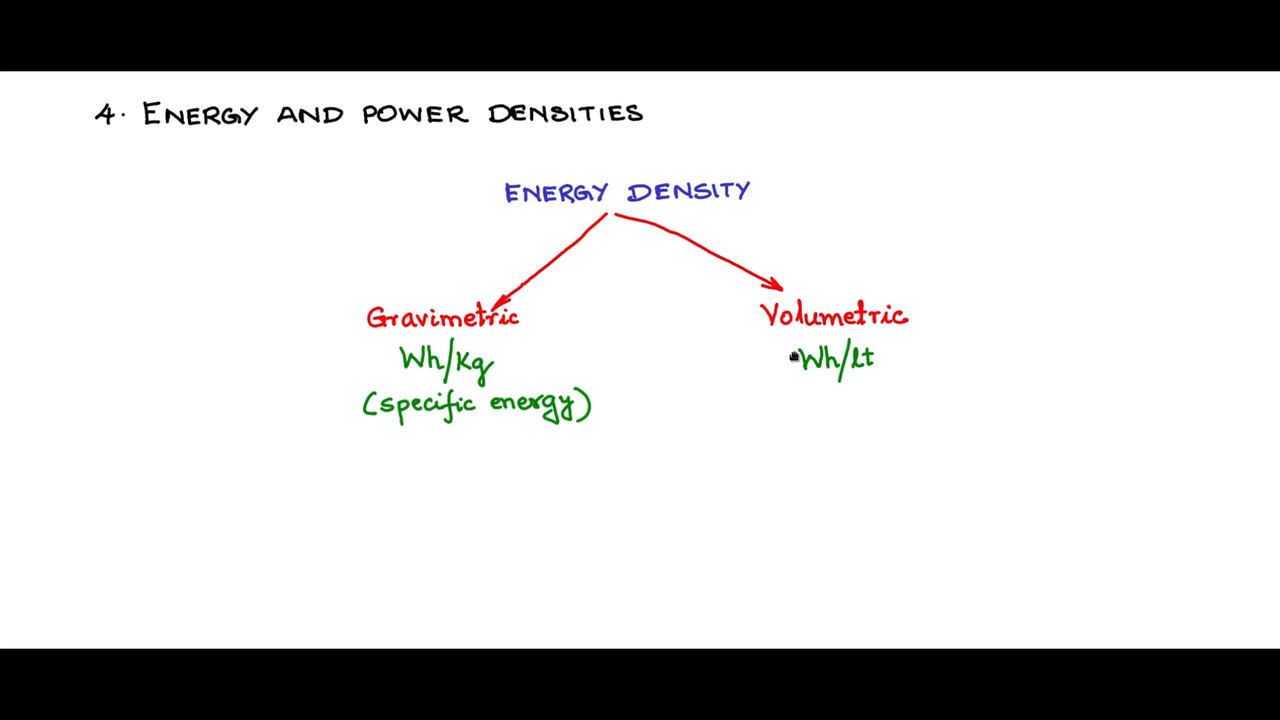 4. ENERGY AND POWER DENSITIES
ENERGY DENSITY
Gravimetric
Volumetric
Wh/Kg
Wh/lt
(specific energy)